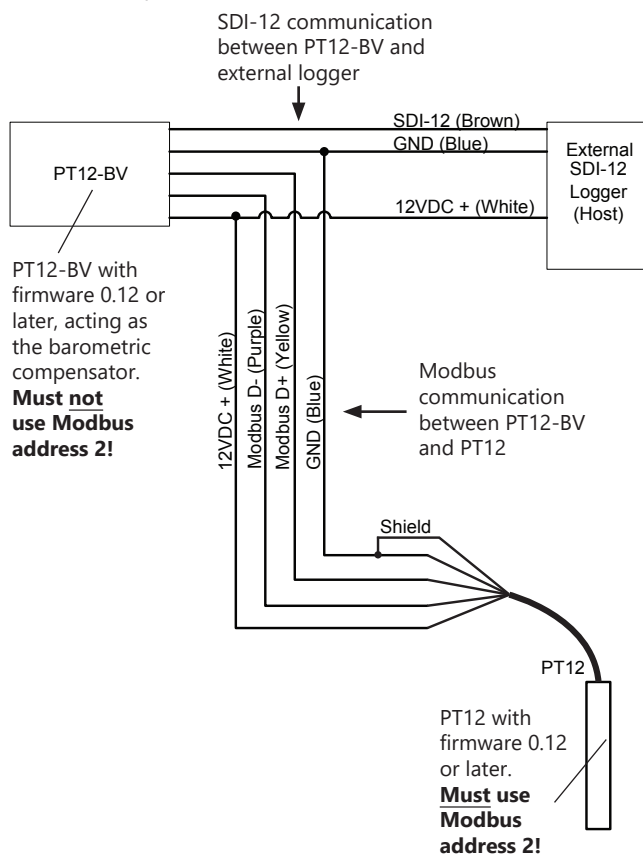 SDI-12 communication
between PT12-BV and
external logger
SDI-12 (Brown)
GND (Blue)
12VDC + (White)
PT12-BV
External
SDI-12
Logger
(Host)
PT12-BV with
firmware 0.12 or
later, acting as
the barometric
compensator.
Must not
use Modbus
address 2!
12VDC + (White)
Modbus D- (Purple)
Modbus D+ (Yellow)
GND (Blue)
Modbus
communication
between PT12-BV
and PT12
Shield
PT12
PT12 with
firmware 0.12
or later.
Must use
Modbus
address 2!